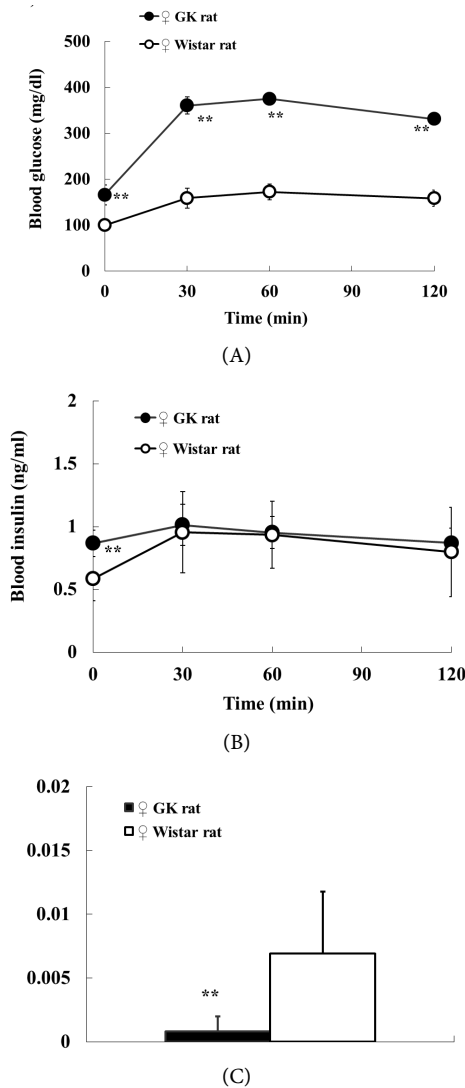 ♀ GK rat
♀ Wistar rat
500
400
300
200
100
0
Blood glucose (mg/dl)
**
**
**
**
0 30 60 90 120
Time (min)
(A)
2
1.5
1
0.5
0
Blood insulin (ng/ml)
♀ GK rat
♀ Wistar rat
**
0 30 60 90 120
Time (min)
(B)
0.02
0.015
0.01
0.005
0
♀ GK rat
♀ Wistar rat
**
(C)